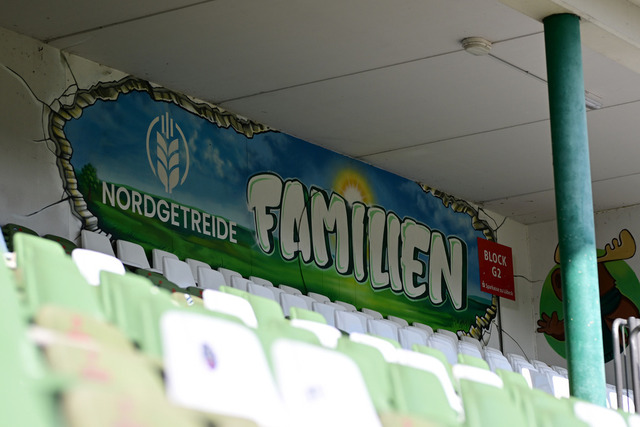 NORDGETREIDE
FAMILIEN
BLOCK
G2